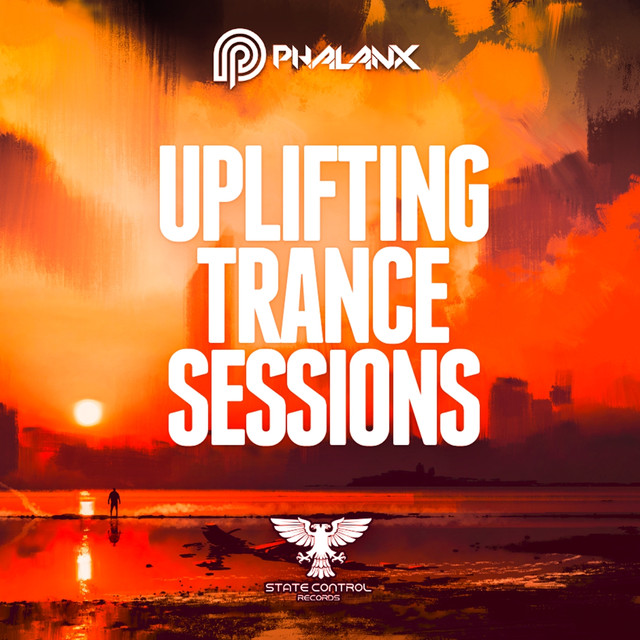 PHALANX
UPLIFTING
TRANCE
SESSIONS
STATE CONTROL
RECORDS